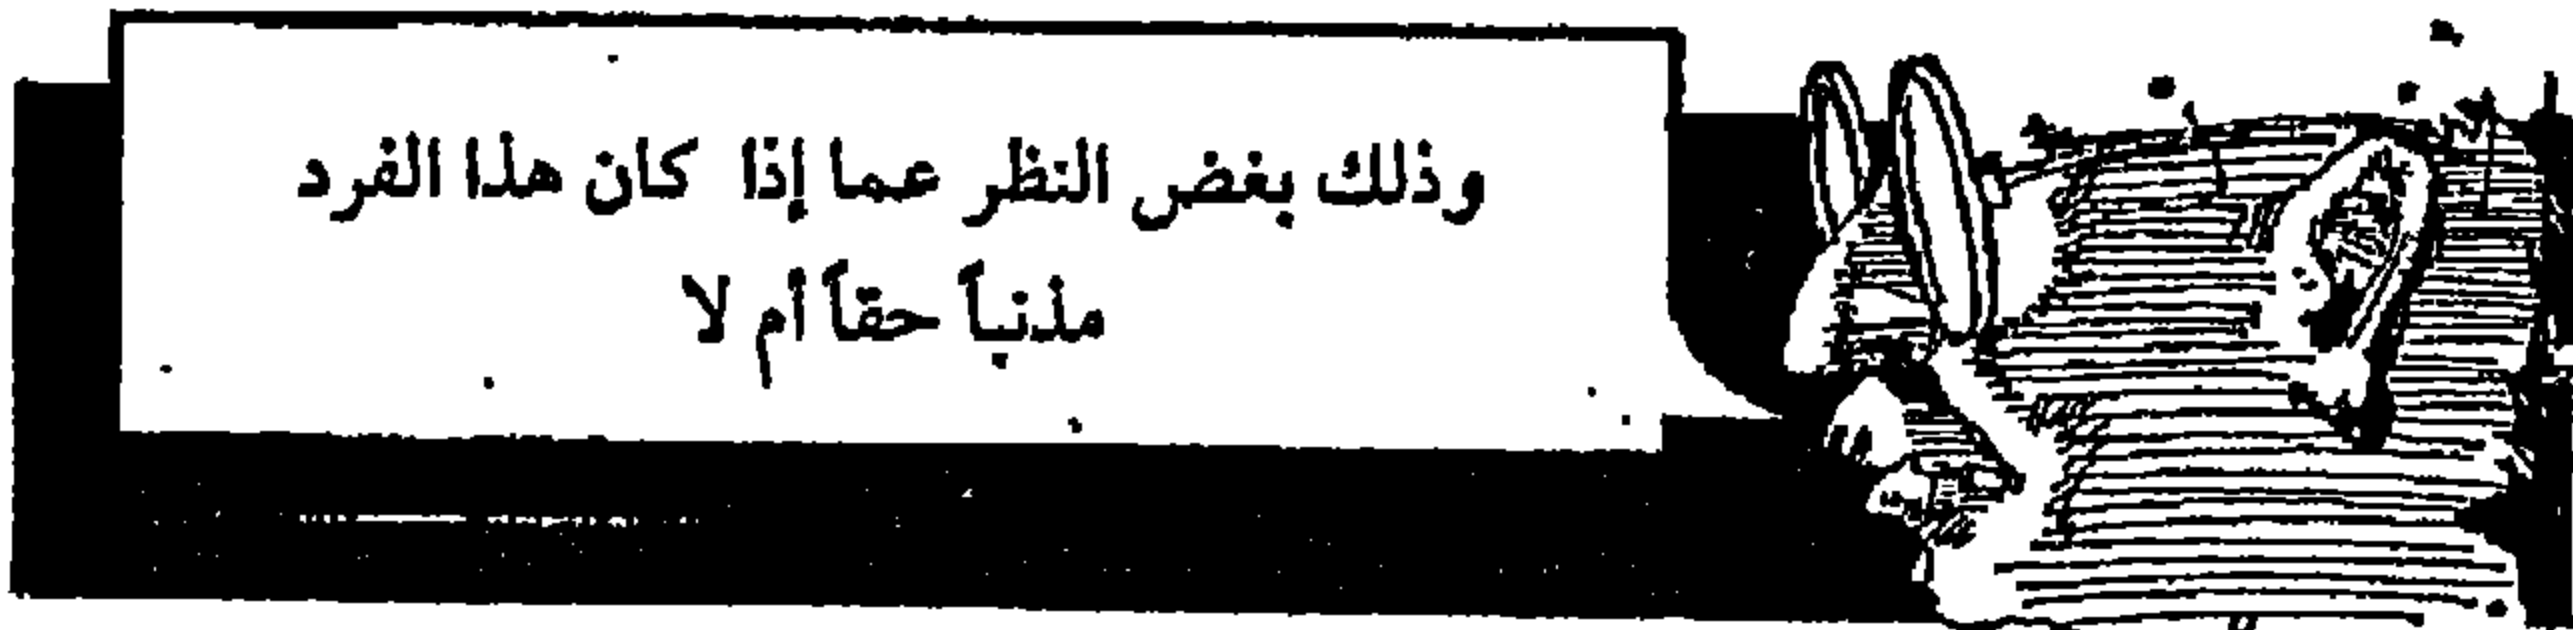 وذلك بغض النظر عما إذا كان هذا الفرد
مذنباً حقاً أم لا